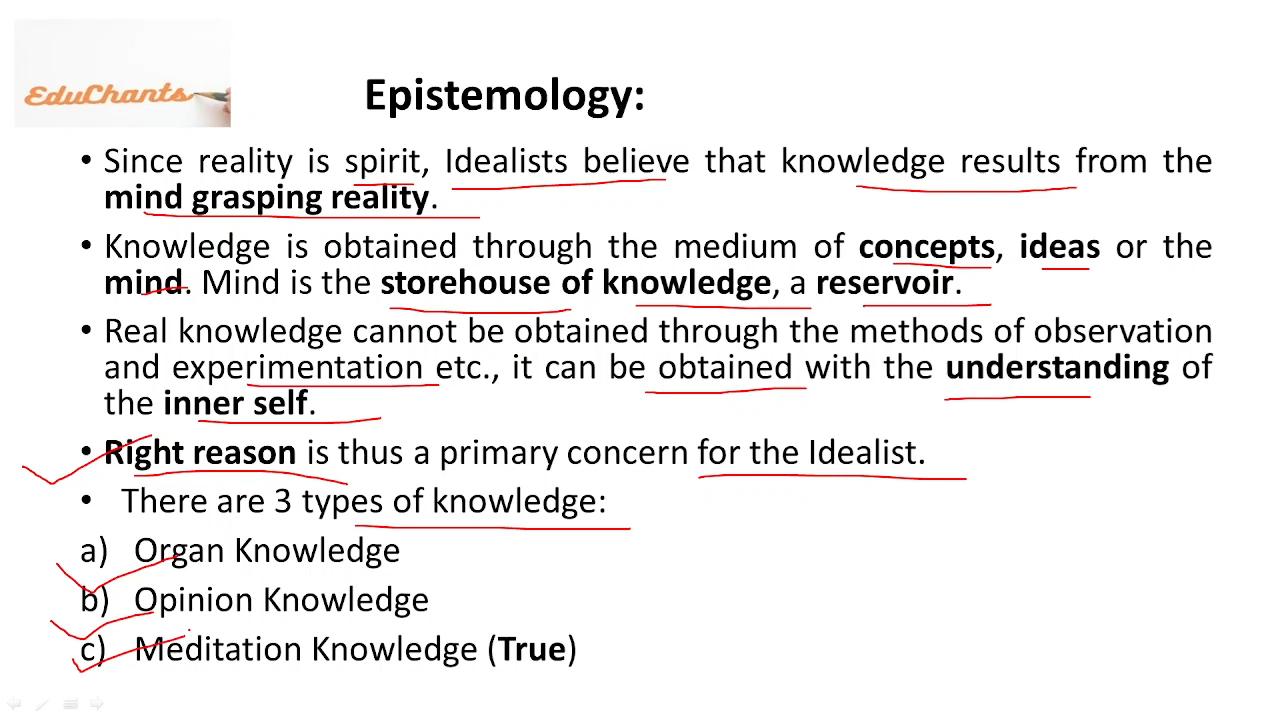 EduChants
Epistemology:
• Since reality is spirit, Idealists believe that knowledge results from the
mind grasping reality.
• Knowledge is obtained through the medium of concepts, ideas or the
mind. Mind is the storehouse of knowledge, a reservoir.
• Real knowledge cannot be obtained through the methods of observation
and experimentation etc., it can be obtained with the understanding of
the inner self.
• Right reason is thus a primary concern for the Idealist.
• There are 3 types of knowledge:
a) Organ Knowledge
b) Opinion Knowledge
c) Meditation Knowledge (True)